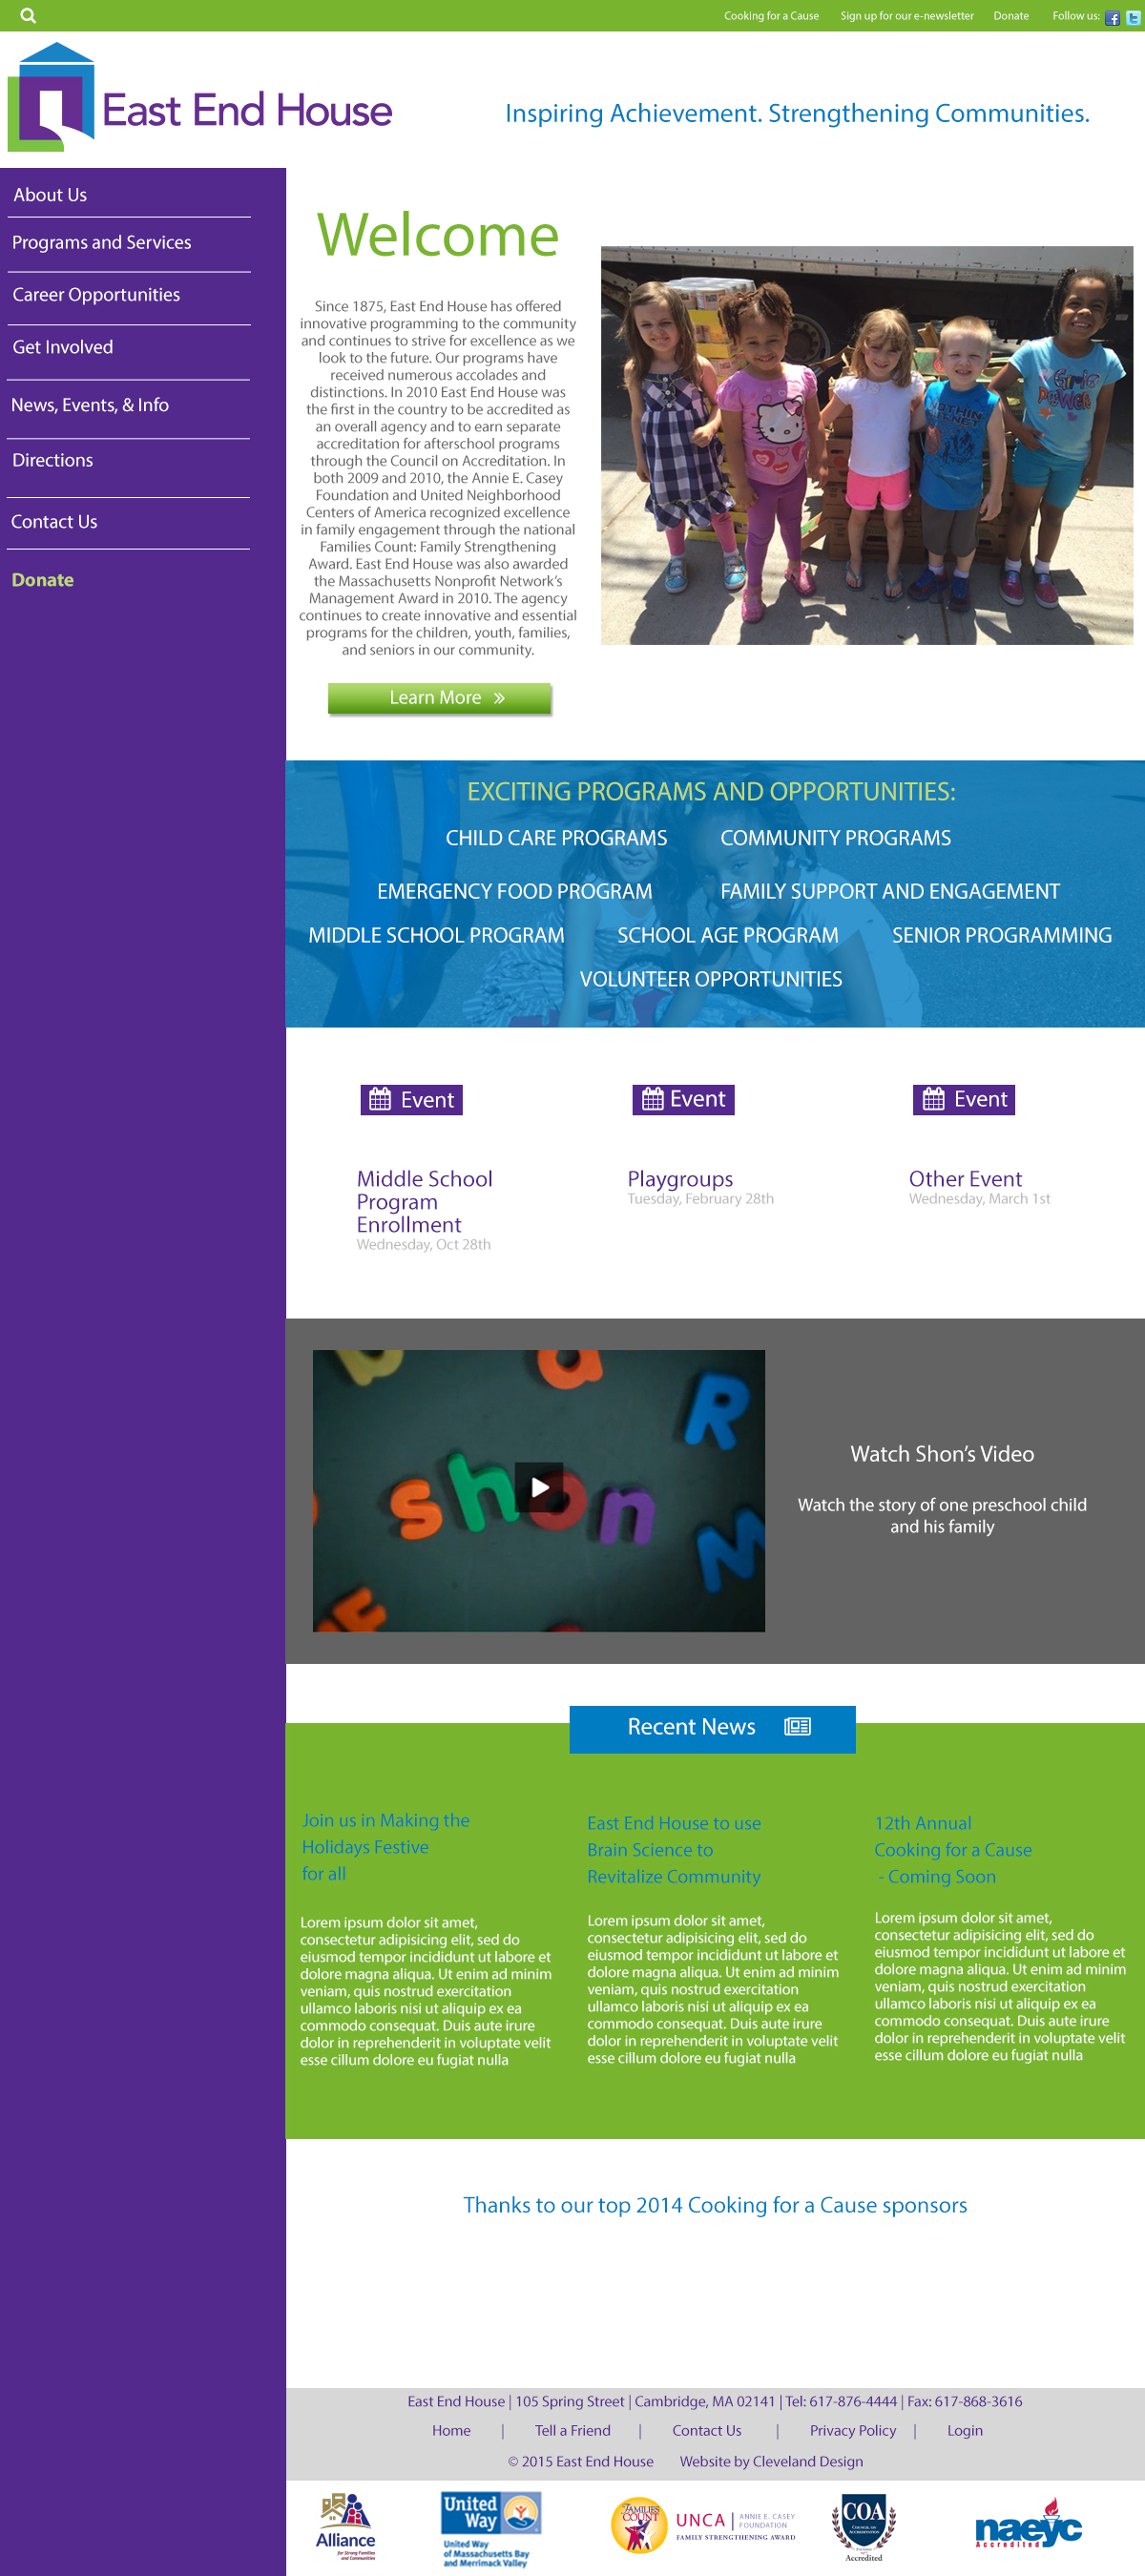 Cooking for a Cause Sign up for our e-newsletter Donate Follow us:
East End House
Inspiring Achievement. Strengthening Communities.
About Us
Programs and Services
Career Opportunities
Get Involved
News, Events, & Info
Directions
Contact Us
Donate
Welcome
Since 1875, East End House has offered
innovative programming to the community
and continues to strive for excellence as we
look to the future. Our programs have
received numerous accolades and
distinctions. In 2010 East End House was
the first in the country to be accredited as
an overall agency and to earn separate
accreditation for afterschool programs
through the Council on Accreditation. In
both 2009 and 2010, the Annie E. Casey
Foundation and United Neighborhood
Centers of America recognized excellence
in family engagement through the national
Families Count: Family Strengthening
Award. East End House was also awarded
the Massachusetts Nonprofit Network's
Management Award in 2010. The agency
continues to create innovative and essential
programs for the children, youth, families,
and seniors in our community.
Learn More »
EXCITING PROGRAMS AND OPPORTUNITIES:
CHILD CARE PROGRAMS COMMUNITY PROGRAMS
EMERGENCY FOOD PROGRAM FAMILY SUPPORT AND ENGAGEMENT
MIDDLE SCHOOL PROGRAM SCHOOL AGE PROGRAM SENIOR PROGRAMMING
VOLUNTEER OPPORTUNITIES
Event
Middle School
Program
Enrollment
Wednesday, Oct 28th
Event
Playgroups
Tuesday, February 28th
Event
Other Event
Wednesday, March 1st
shon
Watch Shon's Video
Watch the story of one preschool child
and his family
Recent News
Join us in Making the
Holidays Festive
for all
Lorem ipsum dolor sit amet,
consectetur adipisicing elit, sed do
eiusmod tempor incididunt ut labore et
dolore magna aliqua. Ut enim ad minim
veniam, quis nostrud exercitation
ullamco laboris nisi ut aliquip ex ea
commodo consequat. Duis aute irure
dolor in reprehenderit in voluptate velit
esse cillum dolore eu fugiat nulla
East End House to use
Brain Science to
Revitalize Community
Lorem ipsum dolor sit amet,
consectetur adipisicing elit, sed do
eiusmod tempor incididunt ut labore et
dolore magna aliqua. Ut enim ad minim
veniam, quis nostrud exercitation
ullamco laboris nisi ut aliquip ex ea
commodo consequat. Duis aute irure
dolor in reprehenderit in voluptate velit
esse cillum dolore eu fugiat nulla
12th Annual
Cooking for a Cause
- Coming Soon
Lorem ipsum dolor sit amet,
consectetur adipisicing elit, sed do
eiusmod tempor incididunt ut labore et
dolore magna aliqua. Ut enim ad minim
veniam, quis nostrud exercitation
ullamco laboris nisi ut aliquip ex ea
commodo consequat. Duis aute irure
dolor in reprehenderit in voluptate velit
esse cillum dolore eu fugiat nulla
Thanks to our top 2014 Cooking for a Cause sponsors
East End House | 105 Spring Street | Cambridge, MA 02141 | Tel: 617-876-4444 | Fax: 617-868-3616
Home | Tell a Friend | Contact Us | Privacy Policy | Login
© 2015 East End House Website by Cleveland Design
Alliance
for Strong Families
and Communities
United
Way
United Way
of Massachusetts Bay
and Merrimack Valley
FAMILIES
COUNT
UNCA | ANNIE E. CASEY
FOUNDATION
FAMILY STRENGTHENING AWARD
COA
COUNCIL ON
ACCREDITATION
Accredited
naeyc
Accredited